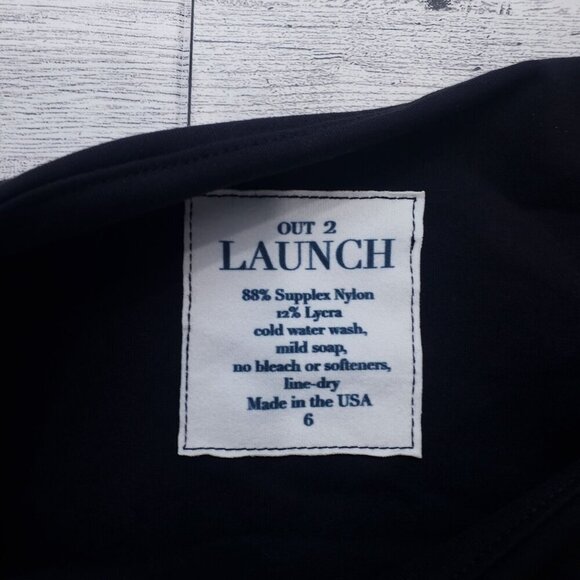 OUT 2
LAUNCH
88% Supplex Nylon
12% Lycra
cold water wash,
mild soap,
no bleach or softeners,
line-dry
Made in the USA
6